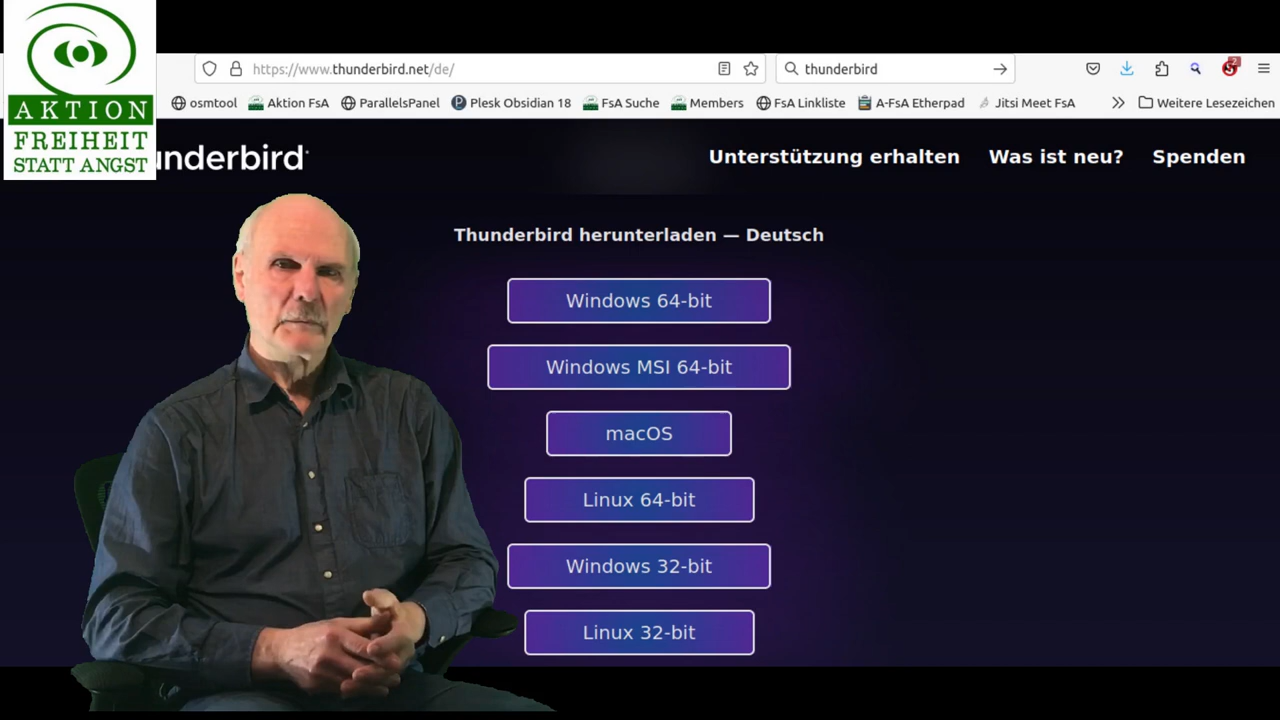 AKTION
FREIHEIT
STATT ANGST
https://www.thunderbird.net/de/
thunderbird
osmtool
Aktion FsA
ParallelsPanel
Plesk Obsidian 18
FsA Suche
Members
FsA Linkliste
A-FsA Etherpad
Jitsi Meet FsA
Weitere Lesezeichen
2
underbird
Unterstützung erhalten
Was ist neu?
Spenden
Thunderbird herunterladen — Deutsch
Windows 64-bit
Windows MSI 64-bit
macOS
Linux 64-bit
Windows 32-bit
Linux 32-bit